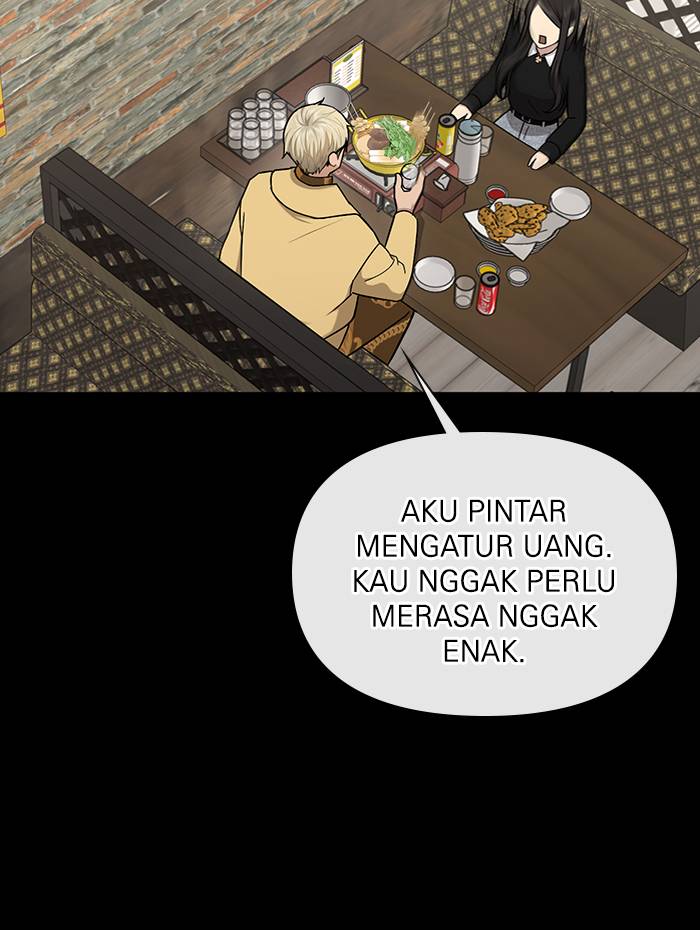 AKU PINTAR
MENGATUR UANG.
KAU NGGAK PERLU
MERASA NGGAK
ENAK.